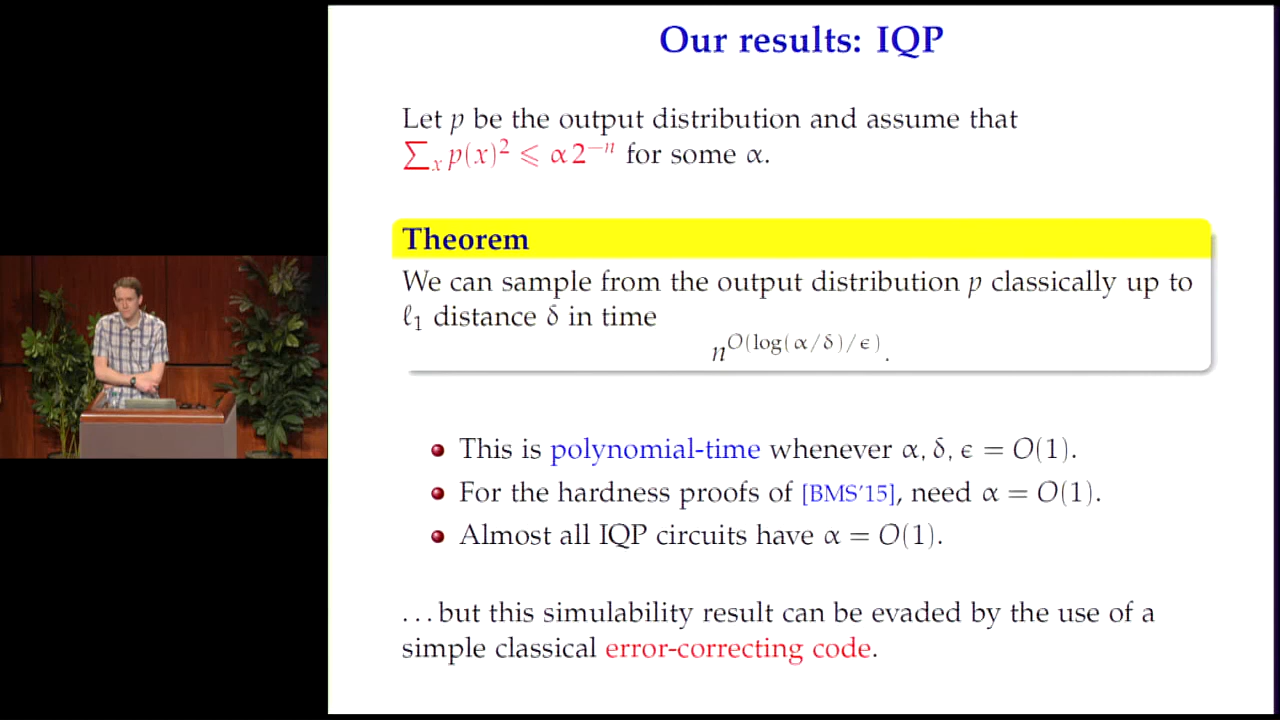 Our results: IQP
Let p be the output distribution and assume that
∑ₓ p(x)² ⩽ α2⁻ⁿ for some α.
Theorem
We can sample from the output distribution p classically up to
ℓ₁ distance δ in time
n^{O(log(α/δ)/ϵ)}.
• This is polynomial-time whenever α, δ, ϵ = O(1).
• For the hardness proofs of [BMS'15], need α = O(1).
• Almost all IQP circuits have α = O(1).
...but this simulability result can be evaded by the use of a
simple classical error-correcting code.